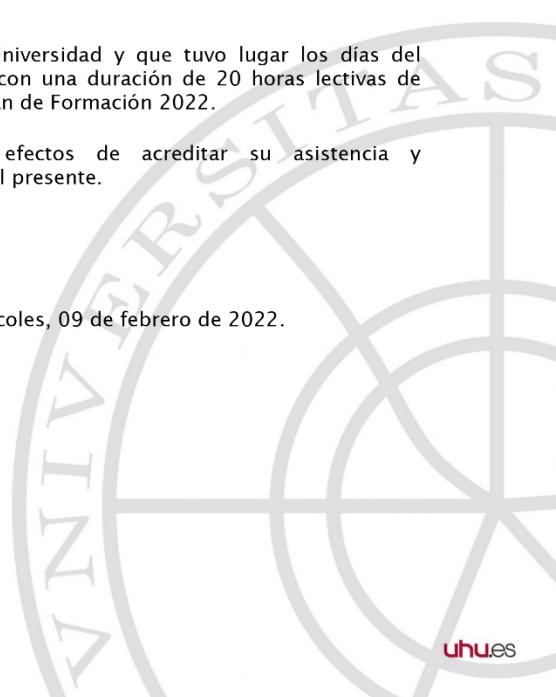 niversidad y que tuvo lugar los días del
con una duración de 20 horas lectivas de
n de Formación 2022.
efectos de acreditar su asistencia y
l presente.
coles, 09 de febrero de 2022.
VNIVERSITAS
uhu.es